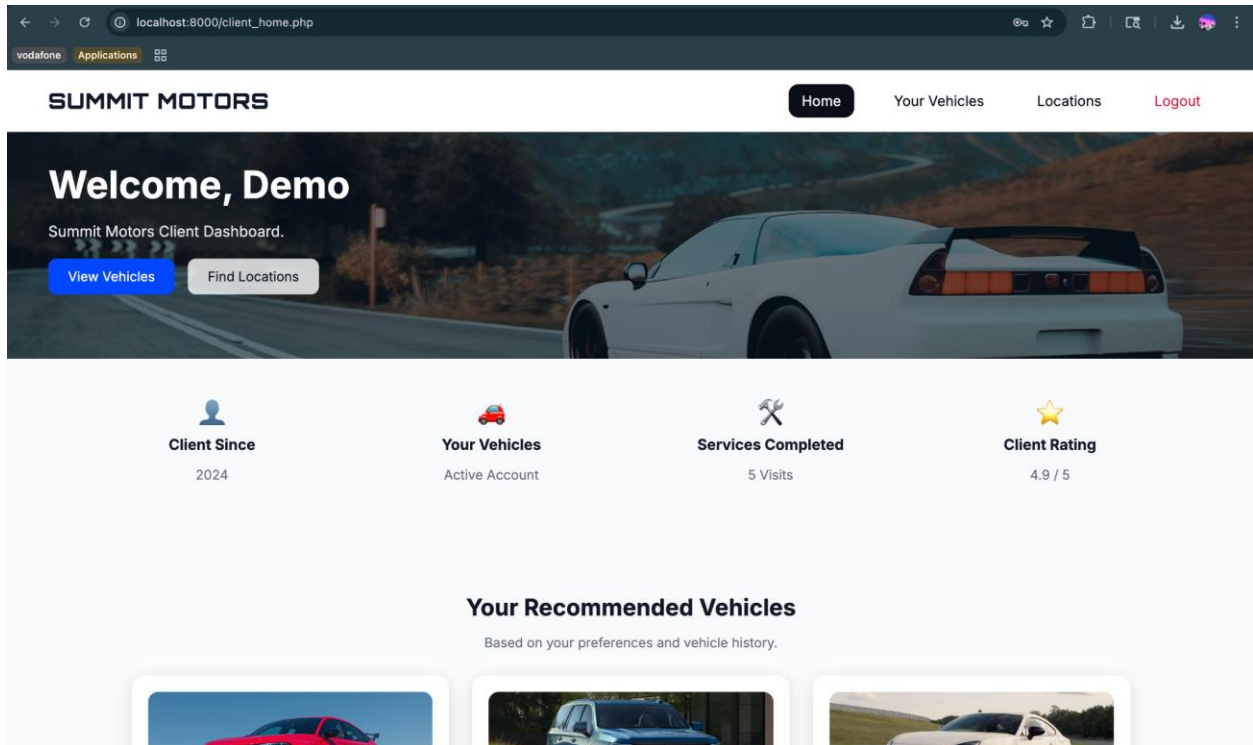 localhost:8000/client_home.php
vodafone Applications
SUMMIT MOTORS Home Your Vehicles Locations Logout
Welcome, Demo
Summit Motors Client Dashboard.
View Vehicles Find Locations
Client Since Your Vehicles Services Completed Client Rating
2024 Active Account 5 Visits 4.9 / 5
Your Recommended Vehicles
Based on your preferences and vehicle history.